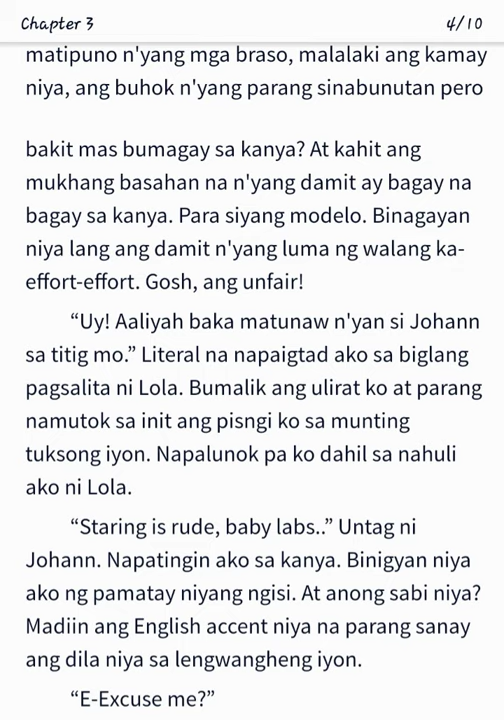 Chapter 3
4/10
matipuno n'yang mga braso, malalaki ang kamay
niya, ang buhok n'yang parang sinabunutan pero
bakit mas bumagay sa kanya? At kahit ang
mukhang basahan na n'yang damit ay bagay na
bagay sa kanya. Para siyang modelo. Binagayan
niya lang ang damit n'yang luma ng walang ka-
effort-effort. Gosh, ang unfair!
“Uy! Aaliyah baka matunaw n'yan si Johann
sa titig mo.” Literal na napaigtad ako sa biglang
pagsalita ni Lola. Bumalik ang ulirat ko at parang
namutok sa init ang pisngi ko sa munting
tuksong iyon. Napalunok pa ko dahil sa nahuli
ako ni Lola.
“Staring is rude, baby labs..” Untag ni
Johann. Napatingin ako sa kanya. Binigyan niya
ako ng pamatay niyang ngisi. At anong sabi niya?
Madiin ang English accent niya na parang sanay
ang dila niya sa lengwangheng iyon.
“E-Excuse me?”